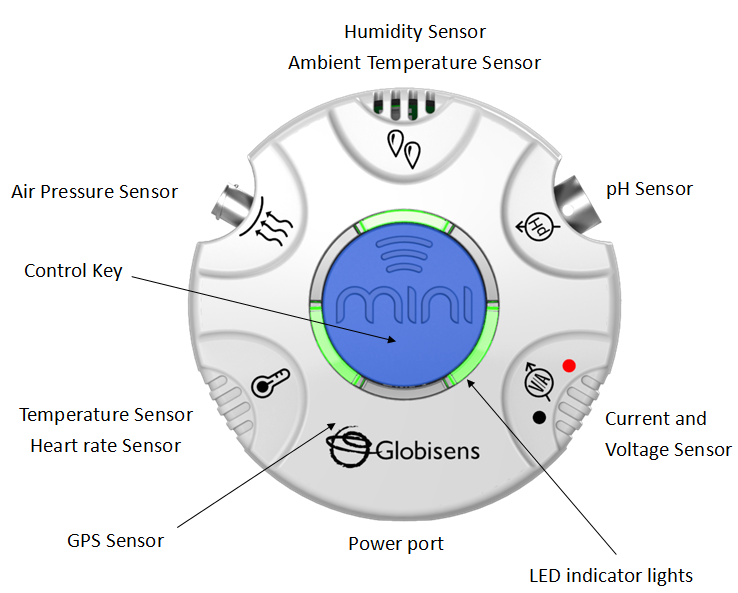 Humidity Sensor
Ambient Temperature Sensor
Air Pressure Sensor
pH Sensor
pH
Control Key
mini
V/A
Temperature Sensor
Heart rate Sensor
Current and
Voltage Sensor
Globisens
GPS Sensor
Power port
LED indicator lights